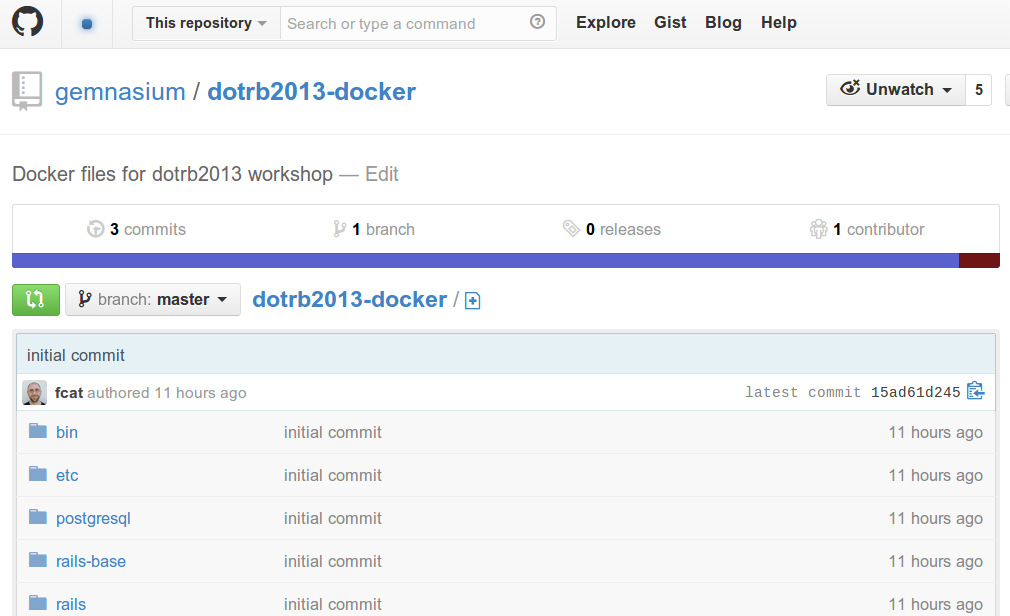 This repository Search or type a command Explore Gist Blog Help
gemnasium / dotrb2013-docker Unwatch 5
Docker files for dotrb2013 workshop — Edit
3 commits 1 branch 0 releases 1 contributor
branch: master dotrb2013-docker /
initial commit
fcat authored 11 hours ago latest commit 15ad61d245
bin initial commit 11 hours ago
etc initial commit 11 hours ago
postgresql initial commit 11 hours ago
rails-base initial commit 11 hours ago
rails initial commit 11 hours ago